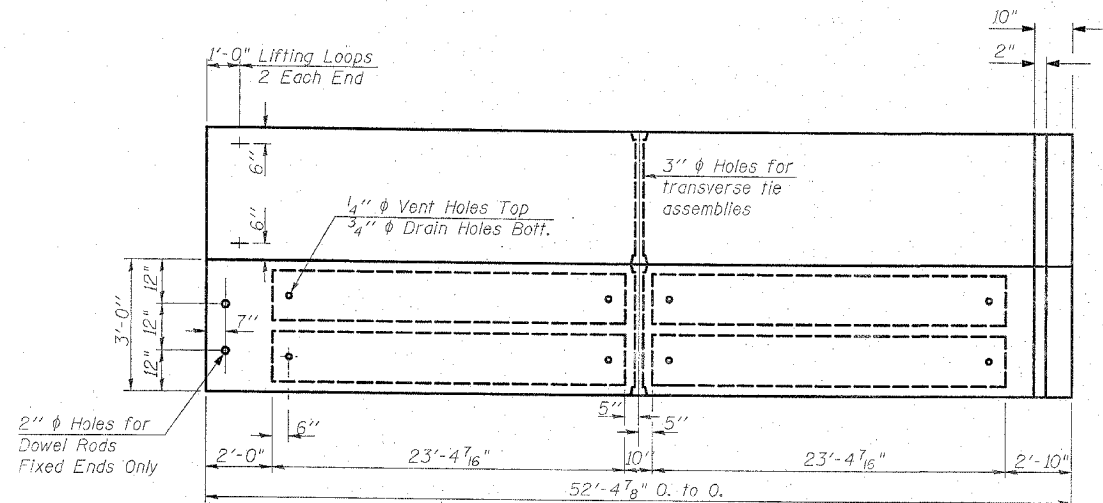 10"
2"
1'-0" Lifting Loops
2 Each End
6"
6"
3" ϕ Holes for
transverse tie
assemblies
1/4" ϕ Vent Holes Top
3/4" ϕ Drain Holes Bott.
12"
12"
12"
3'-0"
7"
2" ϕ Holes for
Dowel Rods
Fixed Ends Only
6"
5"
5"
2'-0"
23'-4 7/16"
10"
23'-4 7/16"
2'-10"
52'-4 7/8" O. to O.